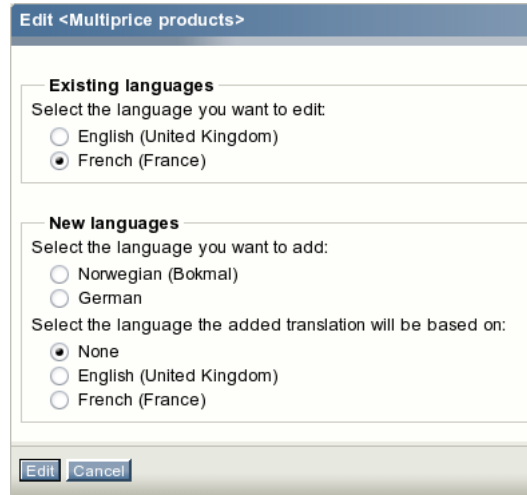 Edit <Multiprice products>
Existing languages
Select the language you want to edit:
English (United Kingdom)
French (France)
New languages
Select the language you want to add:
Norwegian (Bokmal)
German
Select the language the added translation will be based on:
None
English (United Kingdom)
French (France)
Edit Cancel